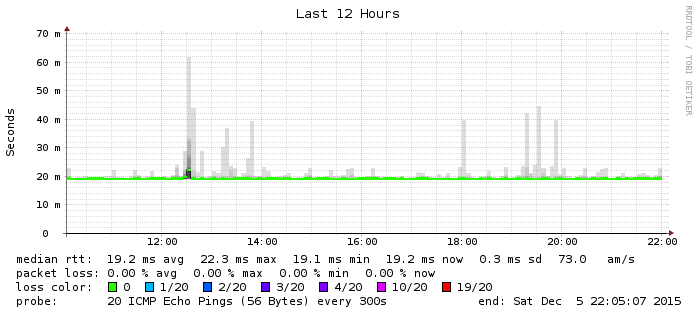 Last 12 Hours
RRDTOOL / TOBI OETIKER
Seconds
70 m
60 m
50 m
40 m
30 m
20 m
10 m
0
12:00 14:00 16:00 18:00 20:00 22:00
median rtt: 19.2 ms avg 22.3 ms max 19.1 ms min 19.2 ms now 0.3 ms sd 73.0 am/s
packet loss: 0.00 % avg 0.00 % max 0.00 % min 0.00 % now
loss color: 0 1/20 2/20 3/20 4/20 10/20 19/20
probe: 20 ICMP Echo Pings (56 Bytes) every 300s end: Sat Dec 5 22:05:07 2015